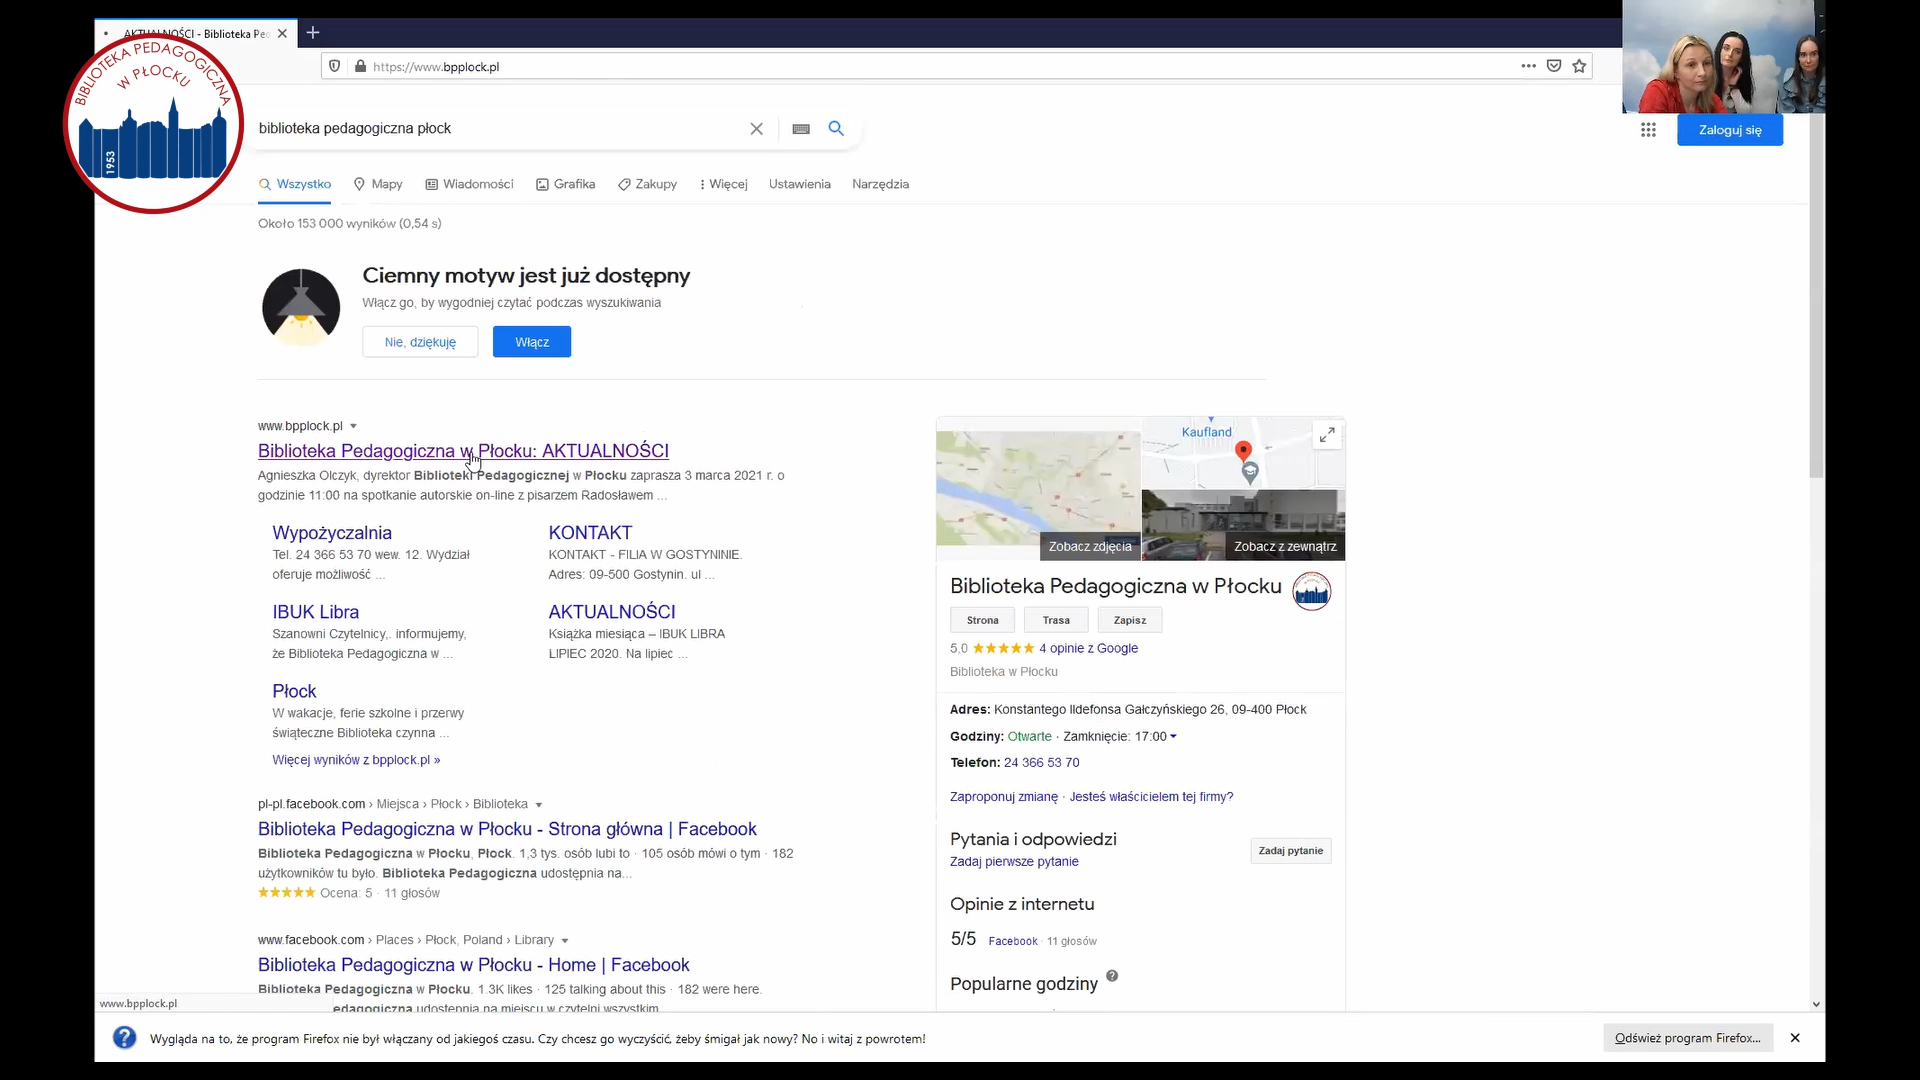 AKTUALNOŚCI - Biblioteka Pe
https://www.bpplock.pl
BIBLIOTEKA PEDAGOGICZNA
W PŁOCKU
1953
biblioteka pedagogiczna płock
Zaloguj się
Wszystko Mapy Wiadomości Grafika Zakupy Więcej Ustawienia Narzędzia
Około 153 000 wyników (0,54 s)
Ciemny motyw jest już dostępny
Włącz go, by wygodniej czytać podczas wyszukiwania
Nie, dziękuję Włącz
www.bpplock.pl
Biblioteka Pedagogiczna w Płocku: AKTUALNOŚCI
Agnieszka Olczyk, dyrektor Biblioteki Pedagogicznej w Płocku zaprasza 3 marca 2021 r. o
godzinie 11:00 na spotkanie autorskie on-line z pisarzem Radosławem ...
Wypożyczalnia
Tel. 24 366 53 70 wew. 12. Wydział
oferuje możliwość ...
KONTAKT
KONTAKT - FILIA W GOSTYNINIE.
Adres: 09-500 Gostynin. ul ...
IBUK Libra
Szanowni Czytelnicy,. informujemy,
że Biblioteka Pedagogiczna w ...
AKTUALNOŚCI
Książka miesiąca – IBUK LIBRA
LIPIEC 2020. Na lipiec ...
Płock
W wakacje, ferie szkolne i przerwy
świąteczne Biblioteka czynna ...
Więcej wyników z bpplock.pl »
pl-pl.facebook.com › Miejsca › Płock › Biblioteka
Biblioteka Pedagogiczna w Płocku - Strona główna | Facebook
Biblioteka Pedagogiczna w Płocku, Płock. 1,3 tys. osób lubi to · 105 osób mówi o tym · 182
użytkowników tu było. Biblioteka Pedagogiczna udostępnia na...
Ocena: 5 · 11 głosów
www.facebook.com › Places › Płock, Poland › Library
Biblioteka Pedagogiczna w Płocku - Home | Facebook
Biblioteka Pedagogiczna w Płocku. 1.3K likes · 125 talking about this · 182 were here.
edagogiczna udostępnia na miejscu w czytelni wszystkim
www.bpplock.pl
Kaufland
Zobacz zdjęcia
Zobacz z zewnątrz
Biblioteka Pedagogiczna w Płocku
Strona Trasa Zapisz
5,0 4 opinie z Google
Biblioteka w Płocku
Adres: Konstantego Ildefonsa Gałczyńskiego 26, 09-400 Płock
Godziny: Otwarte · Zamknięcie: 17:00
Telefon: 24 366 53 70
Zaproponuj zmianę · Jesteś właścicielem tej firmy?
Pytania i odpowiedzi
Zadaj pierwsze pytanie
Zadaj pytanie
Opinie z internetu
5/5 Facebook · 11 głosów
Popularne godziny
Wygląda na to, że program Firefox nie był włączany od jakiegoś czasu. Czy chcesz go wyczyścić, żeby śmigał jak nowy? No i witaj z powrotem!
Odśwież program Firefox...